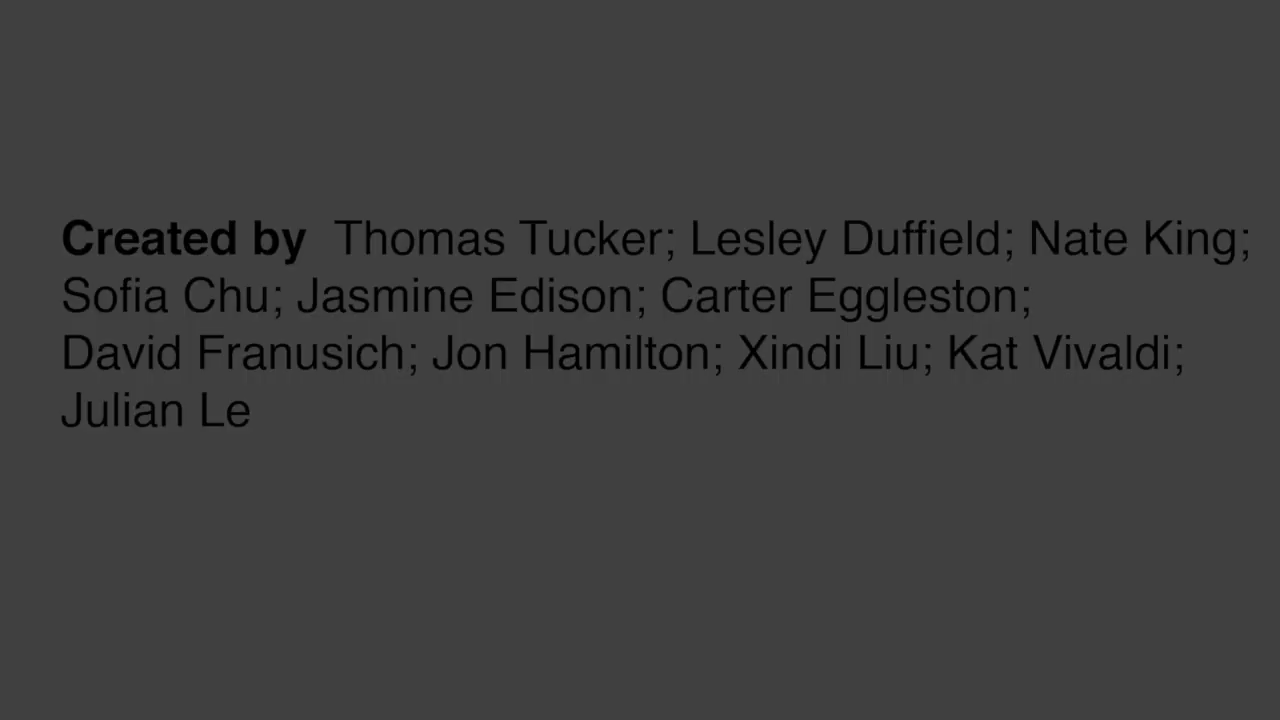 Created by Thomas Tucker; Lesley Duffield; Nate King;
Sofia Chu; Jasmine Edison; Carter Eggleston;
David Franusich; Jon Hamilton; Xindi Liu; Kat Vivaldi;
Julian Le